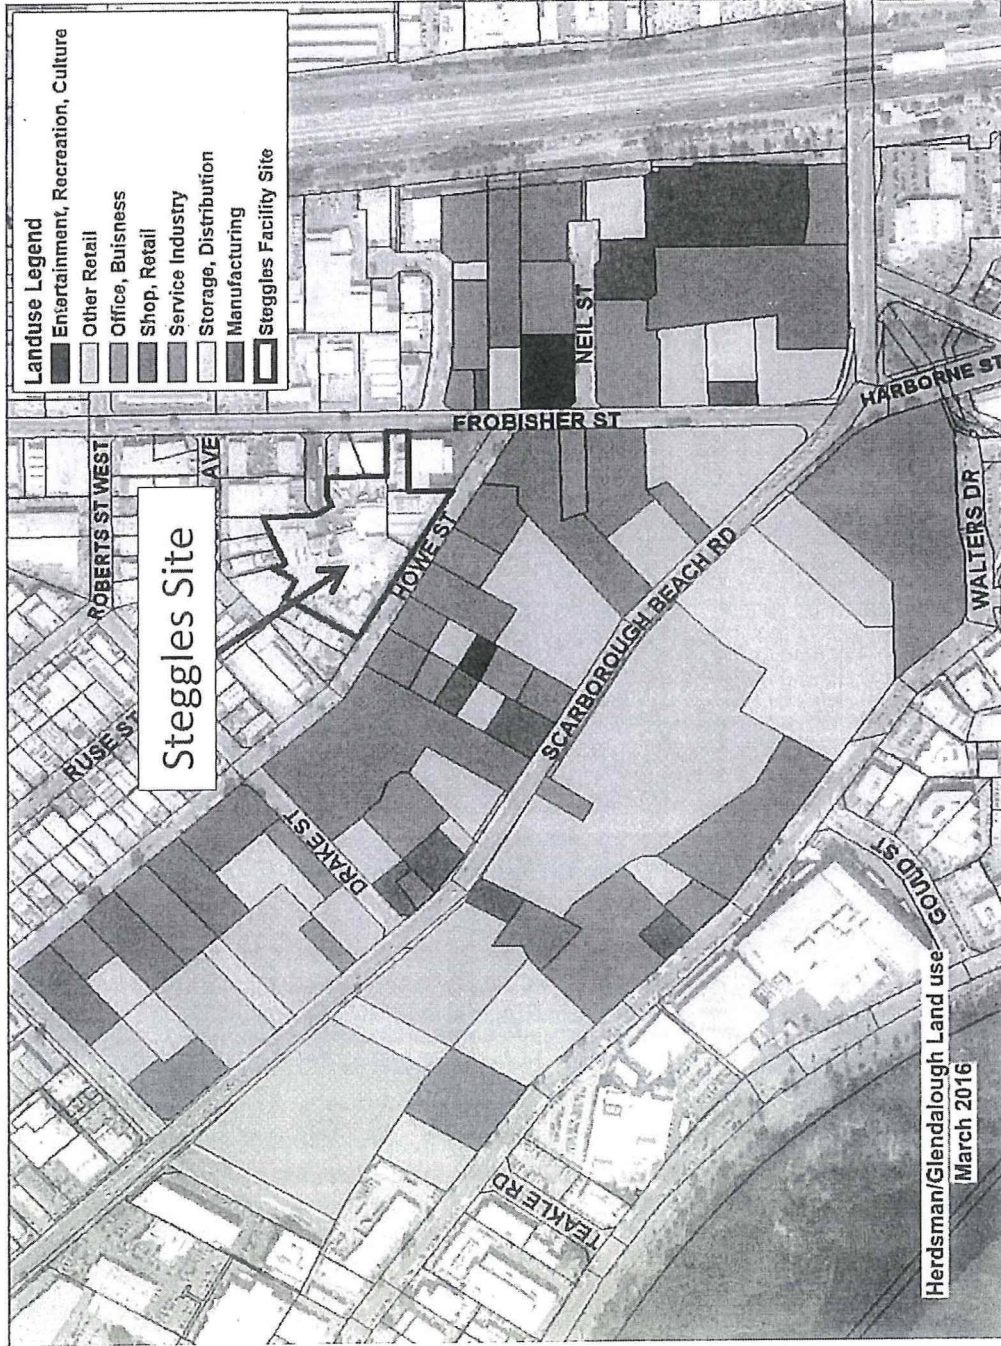 Landuse Legend
Entertainment, Recreation, Culture
Other Retail
Office, Buisness
Shop, Retail
Service Industry
Storage, Distribution
Manufacturing
Steggles Facility Site
Steggles Site
ROBERTS ST WEST
AVE
RUSE ST
HOWE ST
FROBISHER ST
NEIL ST
DRAKE ST
SCARBOROUGH BEACH RD
HARBORNE ST
WALTERS DR
GOULD ST
TEAKLE RD
Herdsman/Glendalough Land use
March 2016